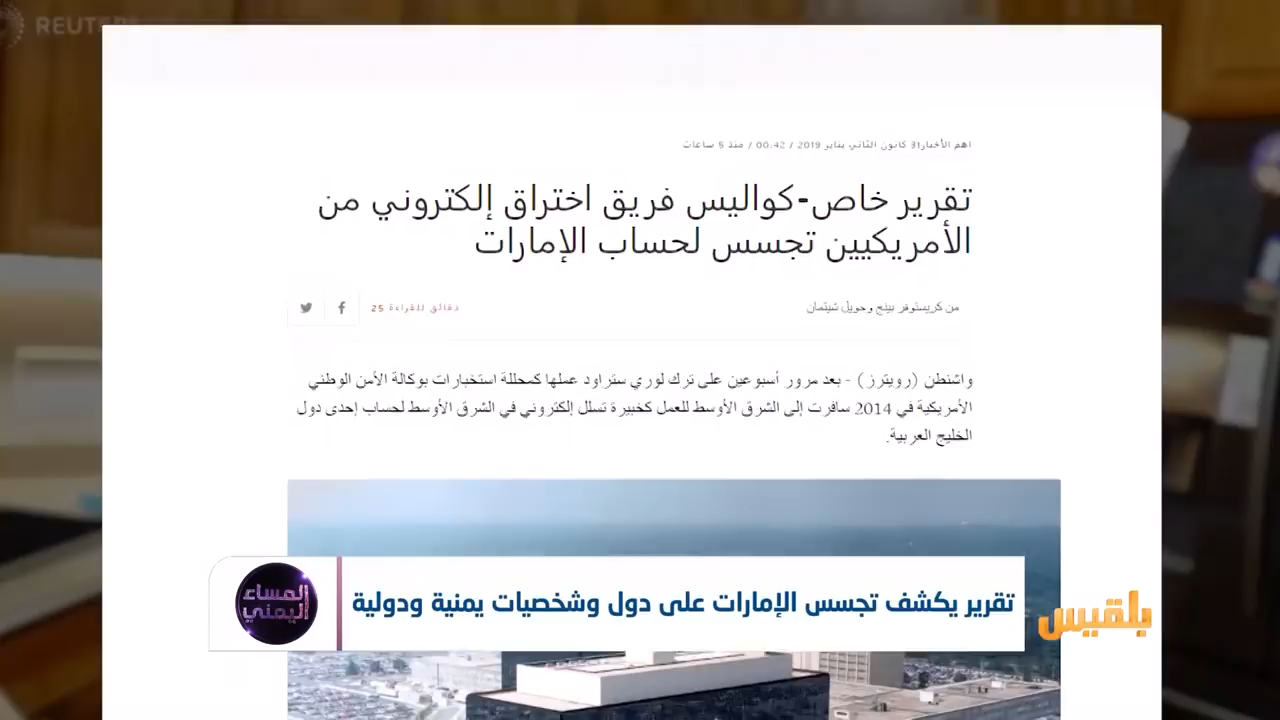 REUTERS
اهم الأخبار31 كانون الثاني يناير 2019 / 00:42 / منذ 5 ساعات
تقرير خاص-كواليس فريق اختراق إلكتروني من
الأمريكيين تجسس لحساب الإمارات
من كريستوفر بينج وجويل شيتمان
25 دقائق للقراءة
واشنطن (رويترز) - بعد مرور أسبوعين على ترك لوري ستراود عملها كمحللة استخبارات بوكالة الأمن الوطني
الأمريكية في 2014 سافرت إلى الشرق الأوسط للعمل كخبيرة تسلل إلكتروني في الشرق الأوسط لحساب إحدى دول
الخليج العربية.
تقرير يكشف تجسس الإمارات على دول وشخصيات يمنية ودولية
المساء
اليمني
بلقيس